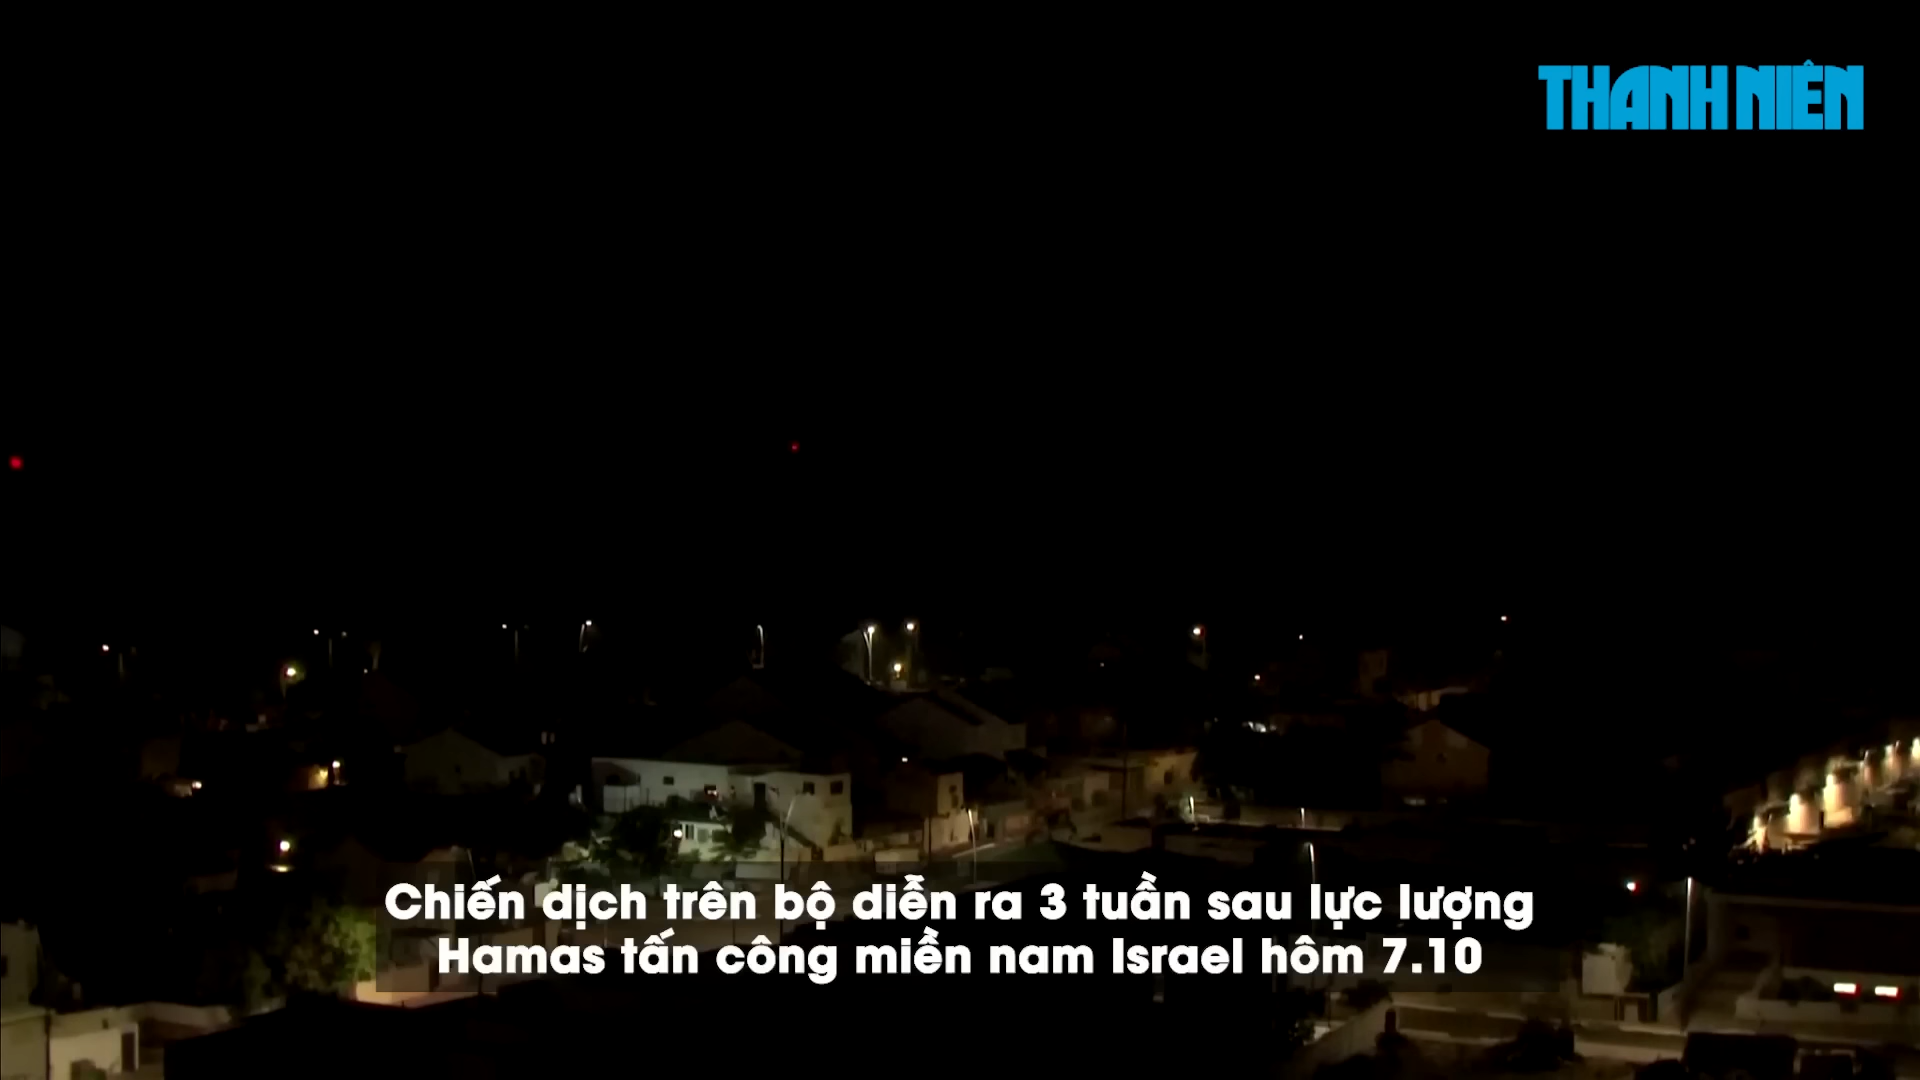 THANH NIÊN
Chiến dịch trên bộ diễn ra 3 tuần sau lực lượng
Hamas tấn công miền nam Israel hôm 7.10